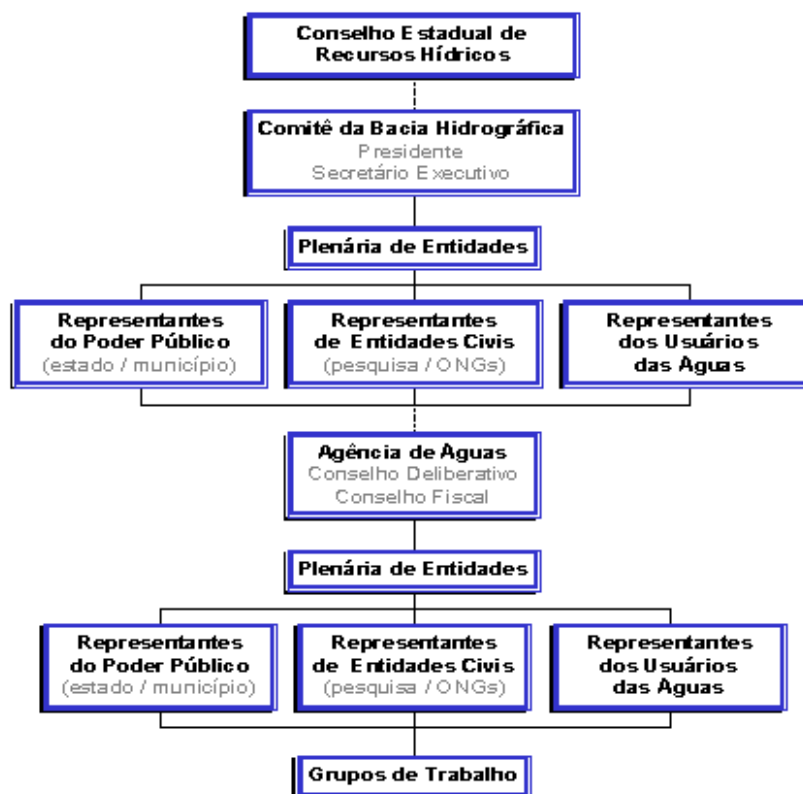 Conselho Estadual de
Recursos Hídricos
Comitê da Bacia Hidrográfica
Presidente
Secretário Executivo
Plenária de Entidades
Representantes
do Poder Público
(estado / município)
Representantes
de Entidades Civis
(pesquisa / ONGs)
Representantes
dos Usuários
das Águas
Agência de Águas
Conselho Deliberativo
Conselho Fiscal
Plenária de Entidades
Representantes
do Poder Público
(estado / município)
Representantes
de Entidades Civis
(pesquisa / ONGs)
Representantes
dos Usuários
das Águas
Grupos de Trabalho